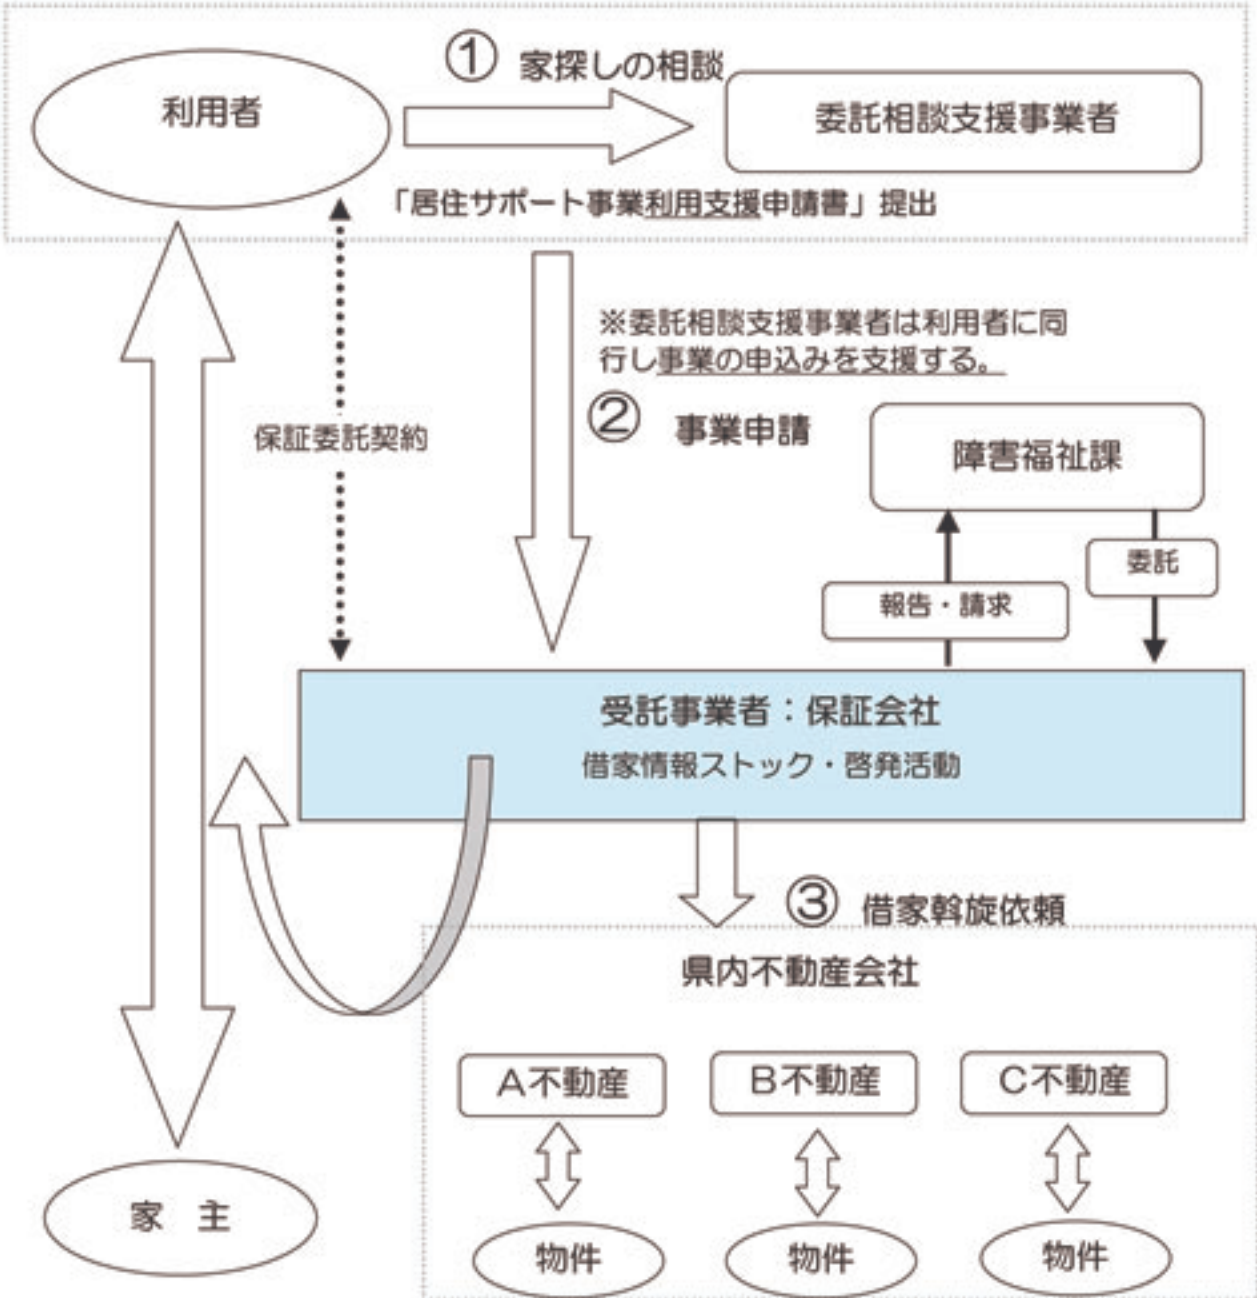 ① 家探しの相談
利用者
委託相談支援事業者
「居住サポート事業利用支援申請書」提出
※委託相談支援事業者は利用者に同
行し事業の申込みを支援する。
② 事業申請
保証委託契約
障害福祉課
委託
報告・請求
受託事業者：保証会社
借家情報ストック・啓発活動
③ 借家斡旋依頼
県内不動産会社
A不動産
B不動産
C不動産
家 主
物件
物件
物件